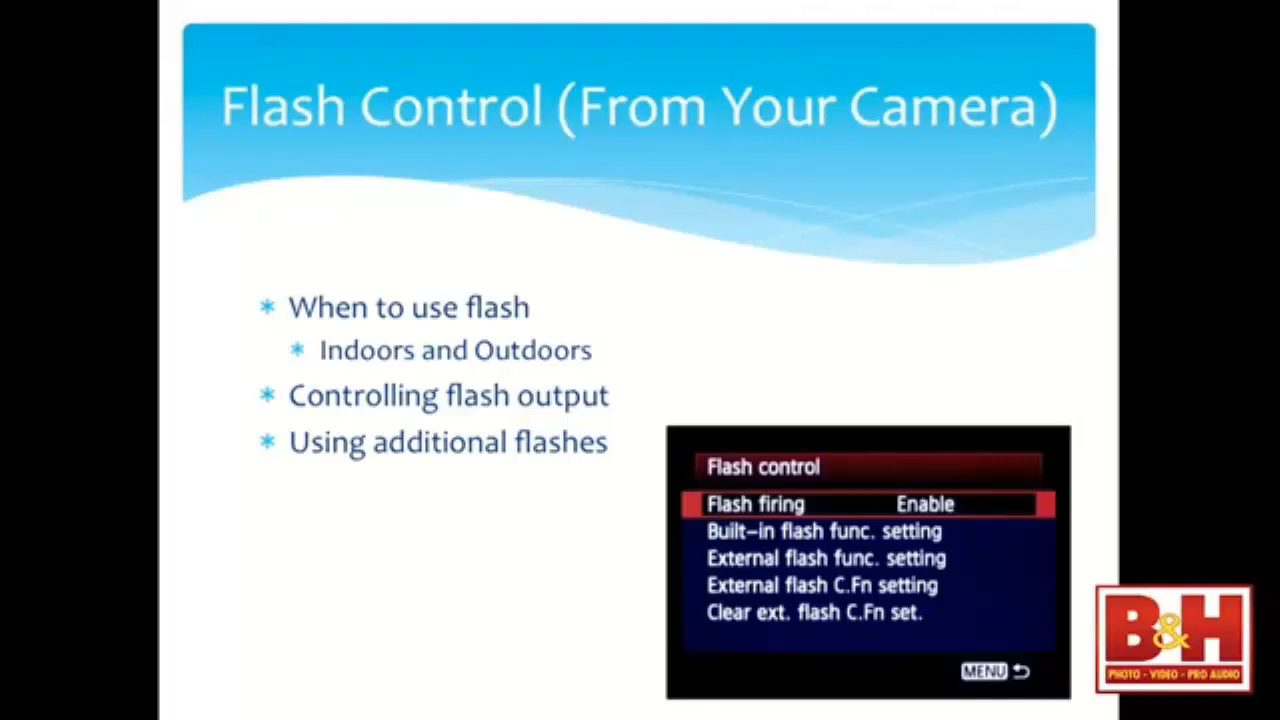 Flash Control (From Your Camera)
* When to use flash
* Indoors and Outdoors
* Controlling flash output
* Using additional flashes
Flash control
Flash firing Enable
Built-in flash func. setting
External flash func. setting
External flash C.Fn setting
Clear ext. flash C.Fn set.
MENU
B&H
PHOTO - VIDEO - PRO AUDIO